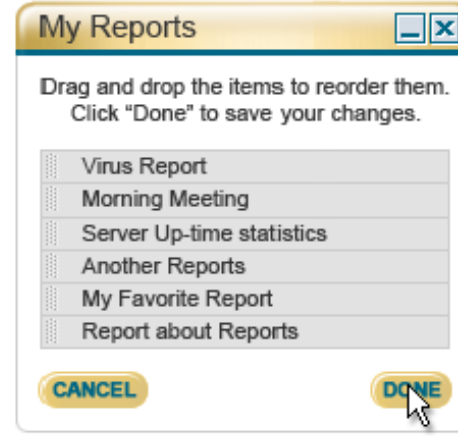 My Reports
Drag and drop the items to reorder them.
Click “Done” to save your changes.
Virus Report
Morning Meeting
Server Up-time statistics
Another Reports
My Favorite Report
Report about Reports
CANCEL
DONE